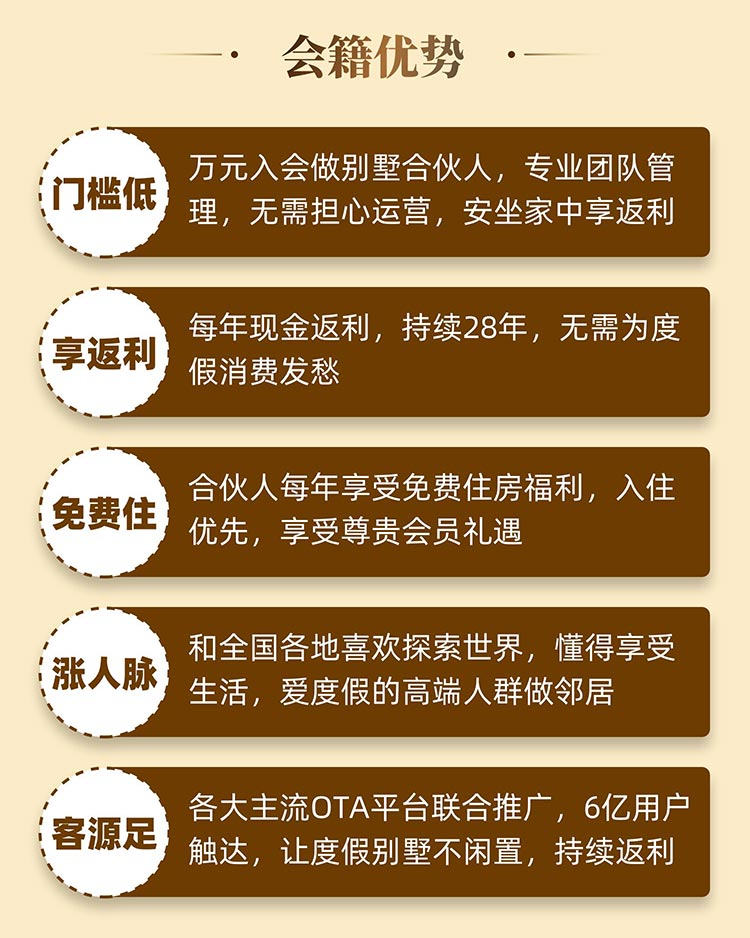 会籍优势
门槛低
万元入会做别墅合伙人，专业团队管
理，无需担心运营，安坐家中享返利
享返利
每年现金返利，持续28年，无需为度
假消费发愁
免费住
合伙人每年享受免费住房福利，入住
优先，享受尊贵会员礼遇
涨人脉
和全国各地喜欢探索世界，懂得享受
生活，爱度假的高端人群做邻居
客源足
各大主流OTA平台联合推广，6亿用户
触达，让度假别墅不闲置，持续返利